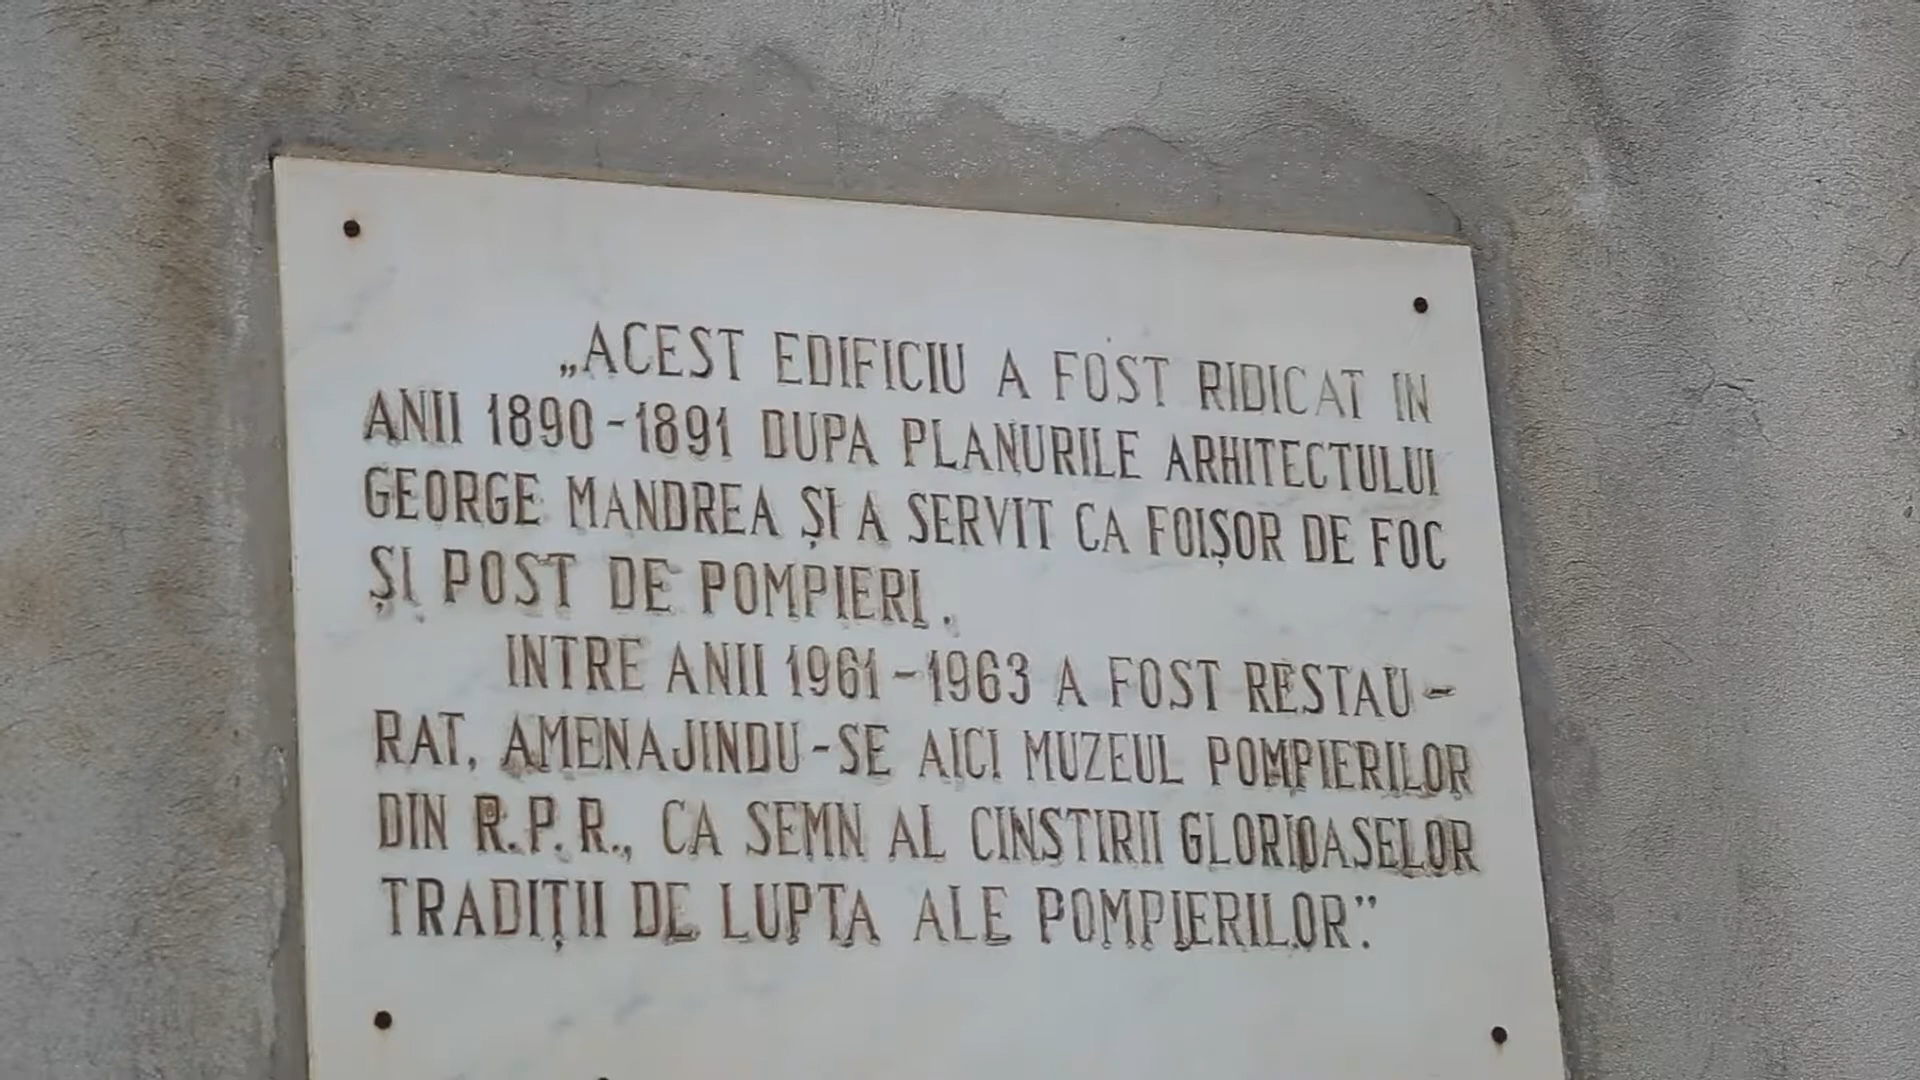 „ACEST EDIFICIU A FOST RIDICAT IN
ANII 1890-1891 DUPA PLANURILE ARHITECTULUI
GEORGE MANDREA ȘI A SERVIT CA FOIȘOR DE FOC
ȘI POST DE POMPIERI.
INTRE ANII 1961-1963 A FOST RESTAU-
RAT, AMENAJINDU-SE AICI MUZEUL POMPIERILOR
DIN R.P.R., CA SEMN AL CINSTIRII GLORIOASELOR
TRADIȚII DE LUPTA ALE POMPIERILOR".